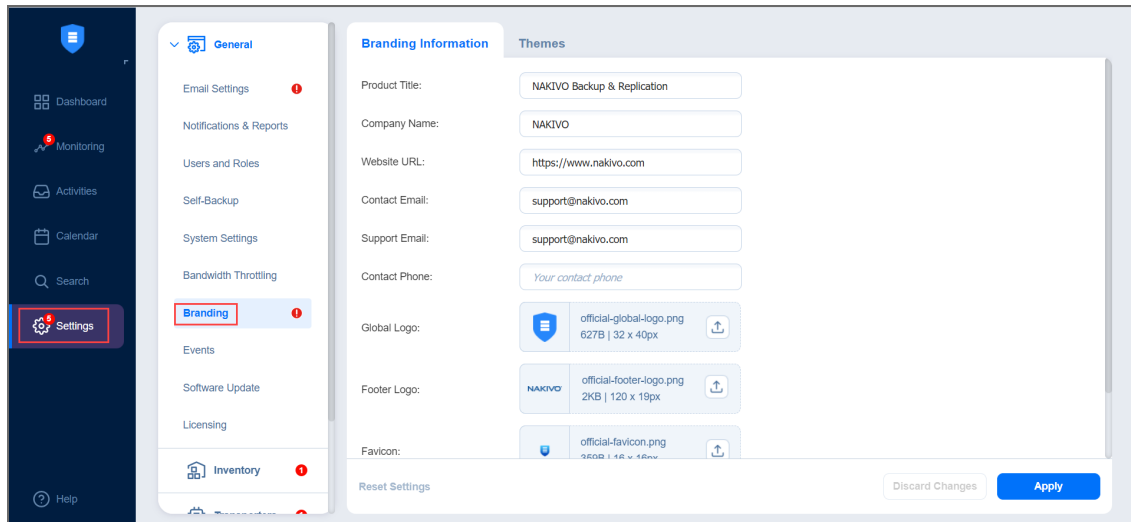 Dashboard
5
Monitoring
Activities
Calendar
Search
5
Settings
Help
General
Email Settings !
Notifications & Reports
Users and Roles
Self-Backup
System Settings
Bandwidth Throttling
Branding !
Events
Software Update
Licensing
Inventory 1
Branding Information Themes
Product Title: NAKIVO Backup & Replication
Company Name: NAKIVO
Website URL: https://www.nakivo.com
Contact Email: support@nakivo.com
Support Email: support@nakivo.com
Contact Phone: Your contact phone
Global Logo:
official-global-logo.png
627B | 32 x 40px
Footer Logo:
NAKIVO
official-footer-logo.png
2KB | 120 x 19px
Favicon:
official-favicon.png
Reset Settings Discard Changes Apply